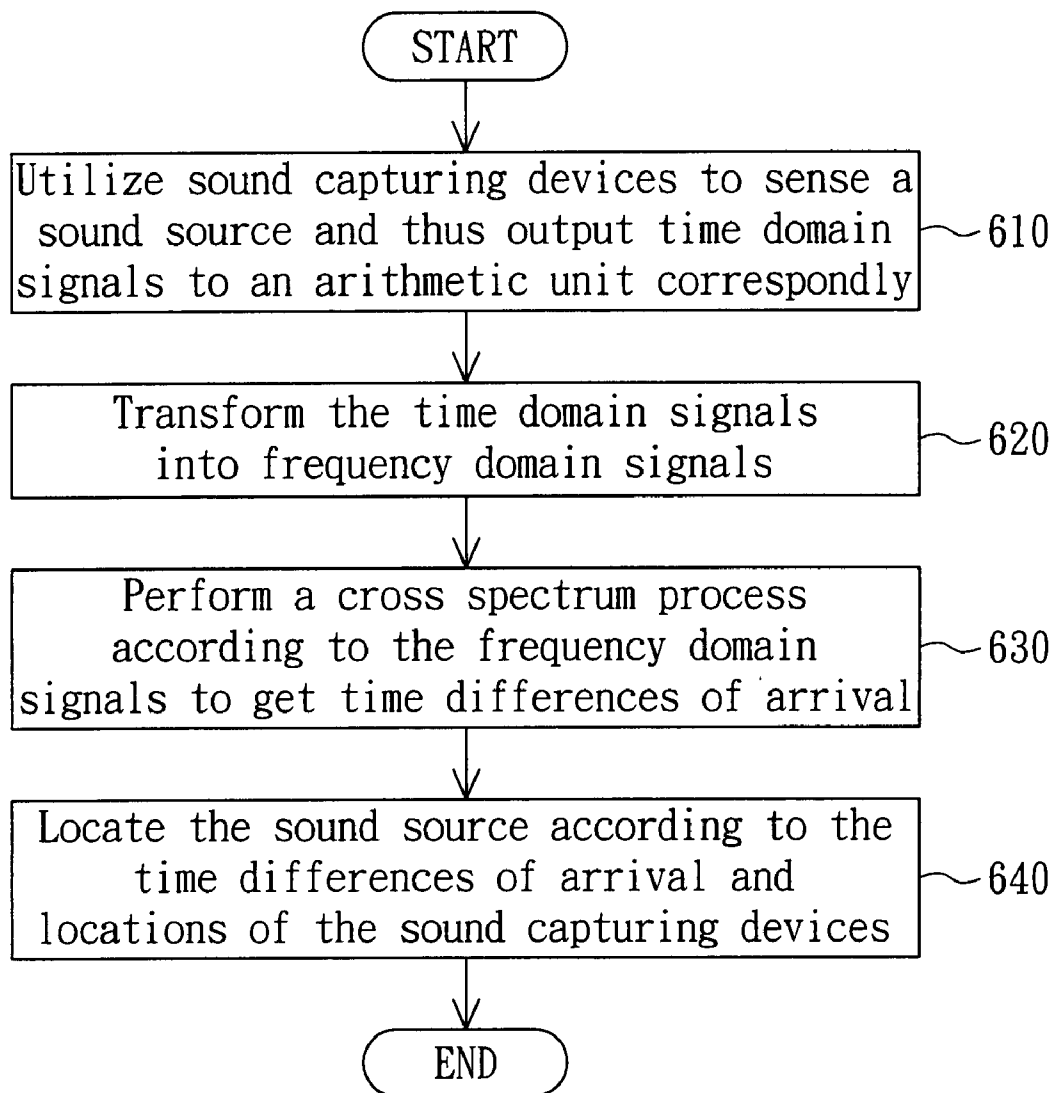 START
Utilize sound capturing devices to sense a
sound source and thus output time domain
signals to an arithmetic unit correspondly
610
Transform the time domain signals
into frequency domain signals
620
Perform a cross spectrum process
according to the frequency domain
signals to get time differences of arrival
630
Locate the sound source according to the
time differences of arrival and
locations of the sound capturing devices
640
END